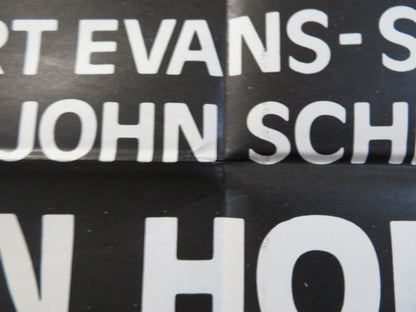 RT EVANS- S
JOHN SCH
N HO